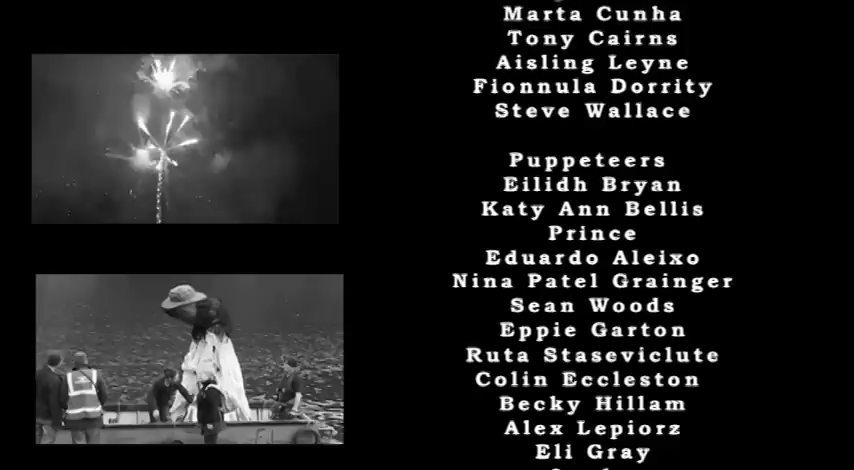 Marta Cunha
Tony Cairns
Aisling Leyne
Fionnula Dorrity
Steve Wallace
Puppeteers
Eilidh Bryan
Katy Ann Bellis
Prince
Eduardo Aleixo
Nina Patel Grainger
Sean Woods
Eppie Garton
Ruta Staseviclute
Colin Eccleston
Becky Hillam
Alex Lepiorz
Eli Gray